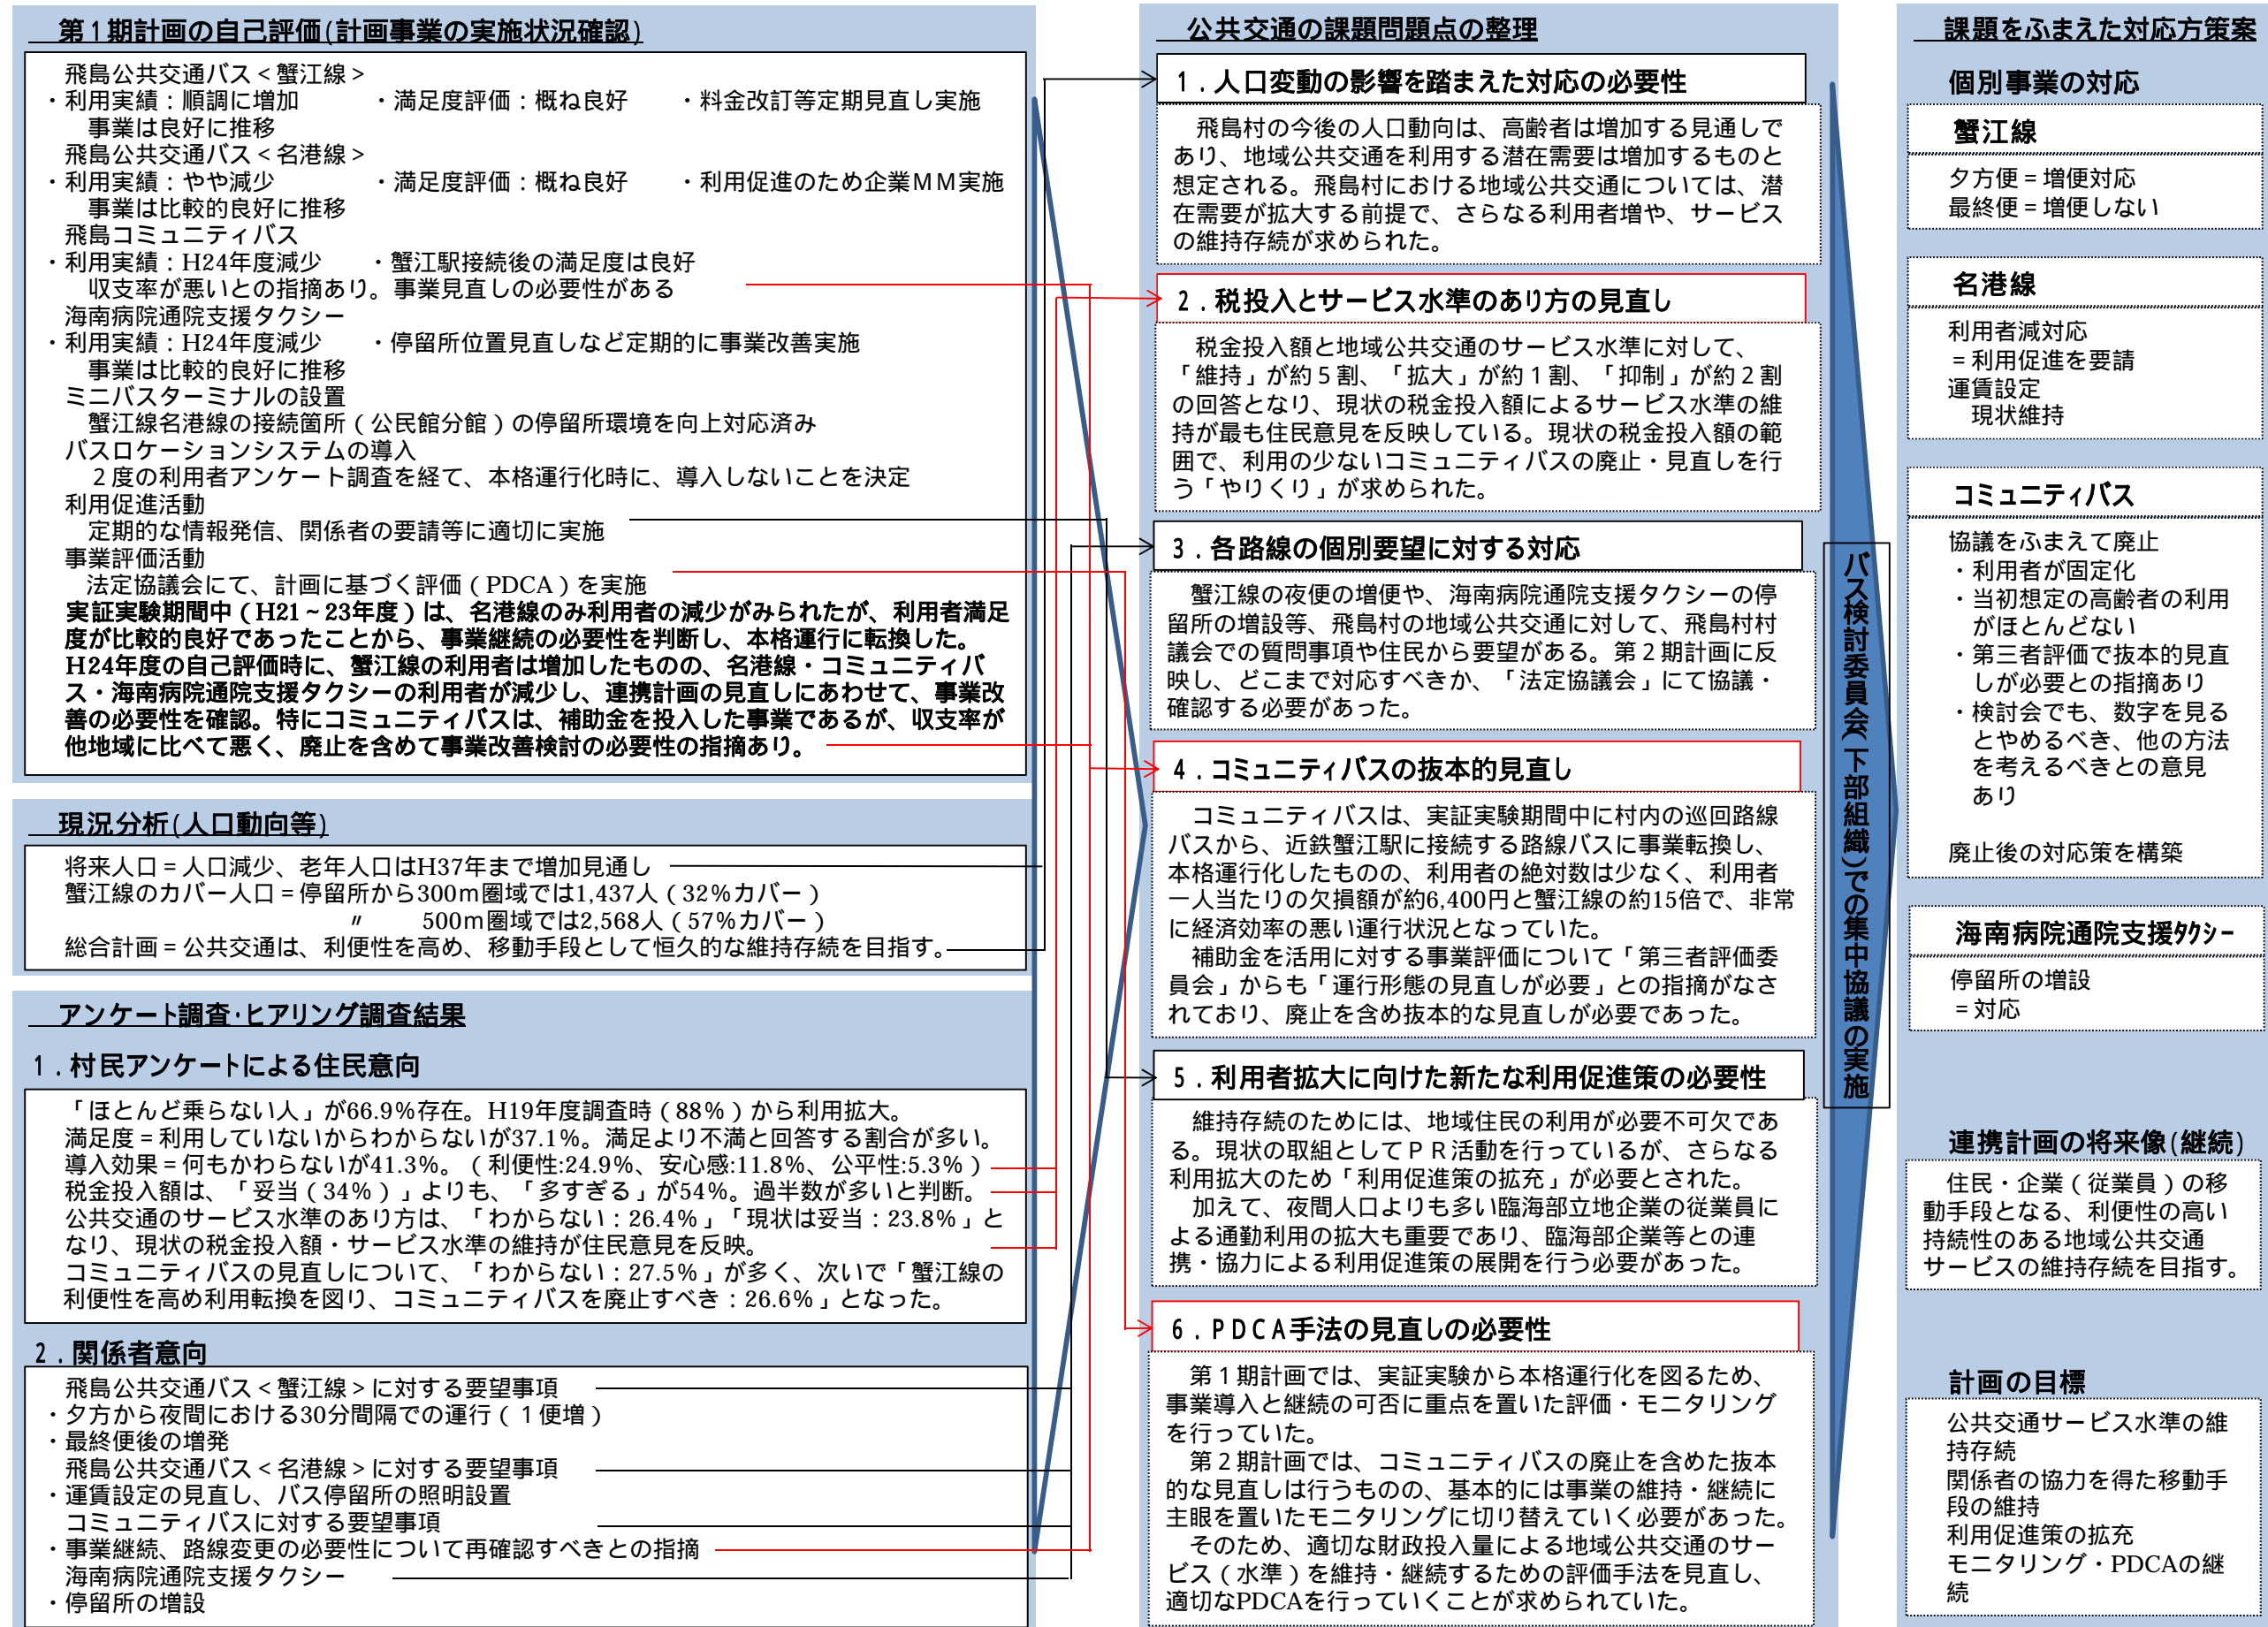 第1期計画の自己評価(計画事業の実施状況確認)
飛島公共交通バス<蟹江線>
・利用実績:順調に増加 ・満足度評価:概ね良好 ・料金改訂等定期見直し実施
事業は良好に推移
飛島公共交通バス<名港線>
・利用実績:やや減少 ・満足度評価:概ね良好 ・利用促進のため企業MM実施
事業は比較的良好に推移
飛島コミュニティバス
・利用実績:H24年度減少 ・蟹江駅接続後の満足度は良好
収支率が悪いとの指摘あり。事業見直しの必要性がある
海南病院通院支援タクシー
・利用実績:H24年度減少 ・停留所位置見直しなど定期的に事業改善実施
事業は比較的良好に推移
ミニバスターミナルの設置
蟹江線名港線の接続箇所(公民館分館)の停留所環境を向上対応済み
バスロケーションシステムの導入
2度の利用者アンケート調査を経て、本格運行化時に、導入しないことを決定
利用促進活動
定期的な情報発信、関係者の要請等に適切に実施
事業評価活動
法定協議会にて、計画に基づく評価(PDCA)を実施
実証実験期間中(H21~23年度)は、名港線のみ利用者の減少がみられたが、利用者満足
度が比較的良好であったことから、事業継続の必要性を判断し、本格運行に転換した。
H24年度の自己評価時に、蟹江線の利用者は増加したものの、名港線・コミュニティバ
ス・海南病院通院支援タクシーの利用者が減少し、連携計画の見直しにあわせて、事業改
善の必要性を確認。特にコミュニティバスは、補助金を投入した事業であるが、収支率が
他地域に比べて悪く、廃止を含めて事業改善検討の必要性の指摘あり。
現況分析(人口動向等)
将来人口=人口減少、老年人口はH37年まで増加見通し
蟹江線のカバー人口=停留所から300m圏域では1,437人(32%カバー)
〃 500m圏域では2,568人(57%カバー)
総合計画=公共交通は、利便性を高め、移動手段として恒久的な維持存続を目指す。
アンケート調査・ヒアリング調査結果
1.村民アンケートによる住民意向
「ほとんど乗らない人」が66.9%存在。H19年度調査時(88%)から利用拡大。
満足度=利用していないからわからないが37.1%。満足より不満と回答する割合が多い。
導入効果=何もかわらないが41.3%。(利便性:24.9%、安心感:11.8%、公平性:5.3%)
税金投入額は、「妥当(34%)」よりも、「多すぎる」が54%。過半数が多いと判断。
公共交通のサービス水準のあり方は、「わからない:26.4%」「現状は妥当:23.8%」と
なり、現状の税金投入額・サービス水準の維持が住民意見を反映。
コミュニティバスの見直しについて、「わからない:27.5%」が多く、次いで「蟹江線の
利便性を高め利用転換を図り、コミュニティバスを廃止すべき:26.6%」となった。
2.関係者意向
飛島公共交通バス<蟹江線>に対する要望事項
・夕方から夜間における30分間隔での運行(1便増)
・最終便後の増発
飛島公共交通バス<名港線>に対する要望事項
・運賃設定の見直し、バス停留所の照明設置
コミュニティバスに対する要望事項
・事業継続、路線変更の必要性について再確認すべきとの指摘
海南病院通院支援タクシー
・停留所の増設
公共交通の課題問題点の整理
1.人口変動の影響を踏まえた対応の必要性
飛島村の今後の人口動向は、高齢者は増加する見通しで
あり、地域公共交通を利用する潜在需要は増加するものと
想定される。飛島村における地域公共交通については、潜
在需要が拡大する前提で、さらなる利用者増や、サービス
の維持存続が求められた。
2.税投入とサービス水準のあり方の見直し
税金投入額と地域公共交通のサービス水準に対して、
「維持」が約5割、「拡大」が約1割、「抑制」が約2割
の回答となり、現状の税金投入額によるサービス水準の維
持が最も住民意見を反映している。現状の税金投入額の範
囲で、利用の少ないコミュニティバスの廃止・見直しを行
う「やりくり」が求められた。
3.各路線の個別要望に対する対応
蟹江線の夜便の増便や、海南病院通院支援タクシーの停
留所の増設等、飛島村の地域公共交通に対して、飛島村村
議会での質問事項や住民から要望がある。第2期計画に反
映し、どこまで対応すべきか、「法定協議会」にて協議・
確認する必要があった。
4.コミュニティバスの抜本的見直し
コミュニティバスは、実証実験期間中に村内の巡回路線
バスから、近鉄蟹江駅に接続する路線バスに事業転換し、
本格運行化したものの、利用者の絶対数は少なく、利用者
一人当たりの欠損額が約6,400円と蟹江線の約15倍で、非常
に経済効率の悪い運行状況となっていた。
補助金を活用に対する事業評価について「第三者評価委
員会」からも「運行形態の見直しが必要」との指摘がなさ
れており、廃止を含め抜本的な見直しが必要であった。
5.利用者拡大に向けた新たな利用促進策の必要性
維持存続のためには、地域住民の利用が必要不可欠であ
る。現状の取組としてPR活動を行っているが、さらなる
利用拡大のため「利用促進策の拡充」が必要とされた。
加えて、夜間人口よりも多い臨海部立地企業の従業員に
よる通勤利用の拡大も重要であり、臨海部企業等との連
携・協力による利用促進策の展開を行う必要があった。
6.PDCA手法の見直しの必要性
第1期計画では、実証実験から本格運行化を図るため、
事業導入と継続の可否に重点を置いた評価・モニタリング
を行っていた。
第2期計画では、コミュニティバスの廃止を含めた抜本
的な見直しは行うものの、基本的には事業の維持・継続に
主眼を置いたモニタリングに切り替えていく必要があった。
そのため、適切な財政投入量による地域公共交通のサー
ビス(水準)を維持・継続するための評価手法を見直し、
適切なPDCAを行っていくことが求められていた。
バス検討委員会(下部組織)での集中協議の実施
課題をふまえた対応方策案
個別事業の対応
蟹江線
夕方便=増便対応
最終便=増便しない
名港線
利用者減対応
=利用促進を要請
運賃設定
現状維持
コミュニティバス
協議をふまえて廃止
・利用者が固定化
・当初想定の高齢者の利用
がほとんどない
・第三者評価で抜本的見直
しが必要との指摘あり
・検討会でも、数字を見る
とやめるべき、他の方法
を考えるべきとの意見
あり
廃止後の対応策を構築
海南病院通院支援タクシー
停留所の増設
=対応
連携計画の将来像(継続)
住民・企業(従業員)の移
動手段となる、利便性の高い
持続性のある地域公共交通
サービスの維持存続を目指す。
計画の目標
公共交通サービス水準の維
持存続
関係者の協力を得た移動手
段の維持
利用促進策の拡充
モニタリング・PDCAの継
続